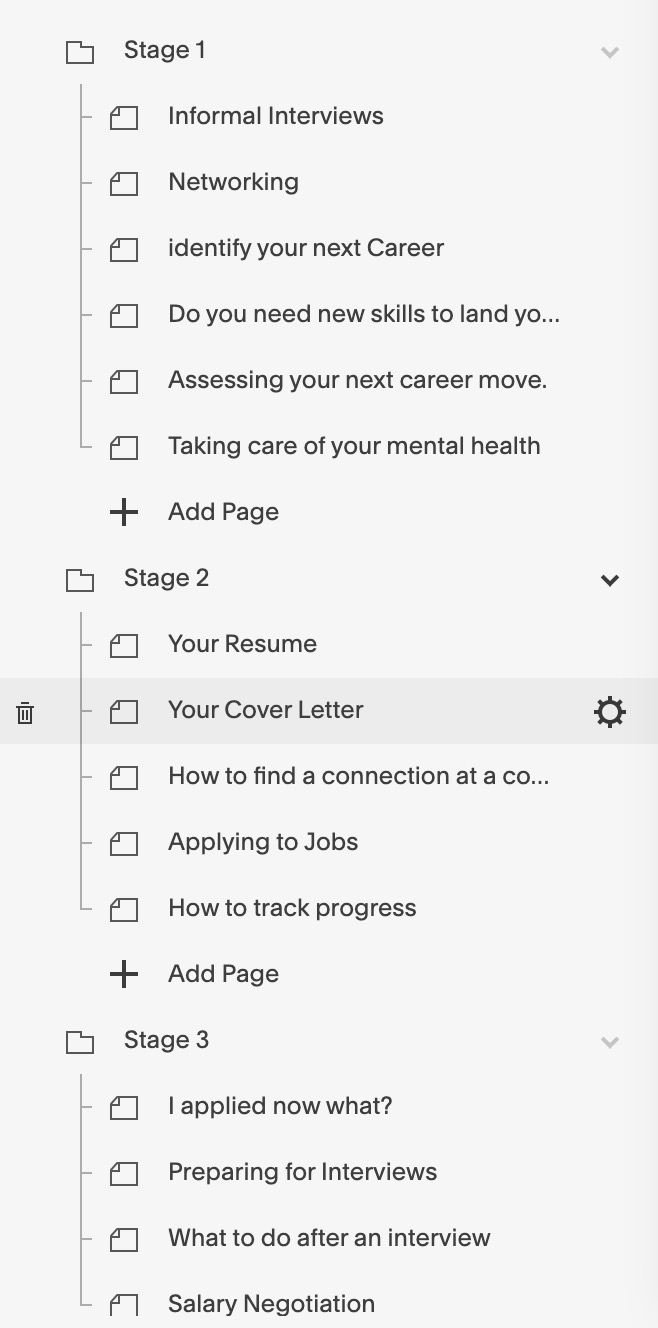 Stage 1
Informal Interviews
Networking
identify your next Career
Do you need new skills to land yo...
Assessing your next career move.
Taking care of your mental health
Add Page
Stage 2
Your Resume
Your Cover Letter
How to find a connection at a co...
Applying to Jobs
How to track progress
Add Page
Stage 3
I applied now what?
Preparing for Interviews
What to do after an interview
Salary Negotiation